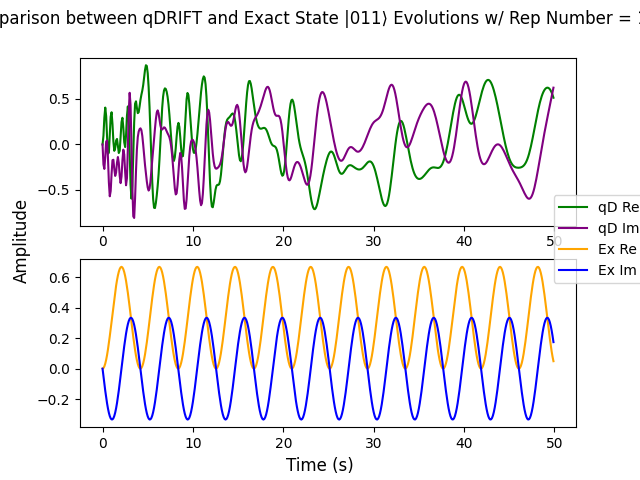 parison between qDRIFT and Exact State |011⟩ Evolutions w/ Rep Number =
0.5
0.0
−0.5
0 10 20 30 40 50
qD Re
qD Im
Ex Re
Ex Im
Amplitude
0.6
0.4
0.2
0.0
−0.2
0 10 20 30 40 50
Time (s)